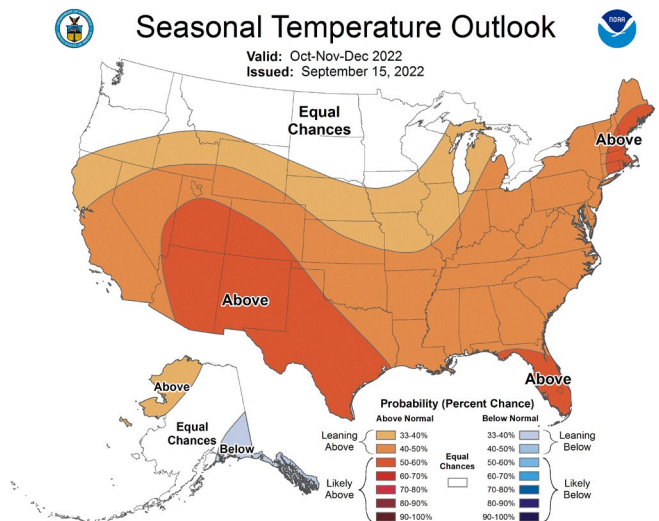 Seasonal Temperature Outlook
NOAA
Valid: Oct-Nov-Dec 2022
Issued: September 15, 2022
Equal
Chances
Above
Above
Above
Above
Equal
Chances
Below
Probability (Percent Chance)
Above Normal
Below Normal
Leaning
Above
33-40%
40-50%
Likely
Above
50-60%
60-70%
70-80%
80-90%
90-100%
Equal
Chances
33-40%
40-50%
Leaning
Below
50-60%
60-70%
70-80%
80-90%
90-100%
Likely
Below